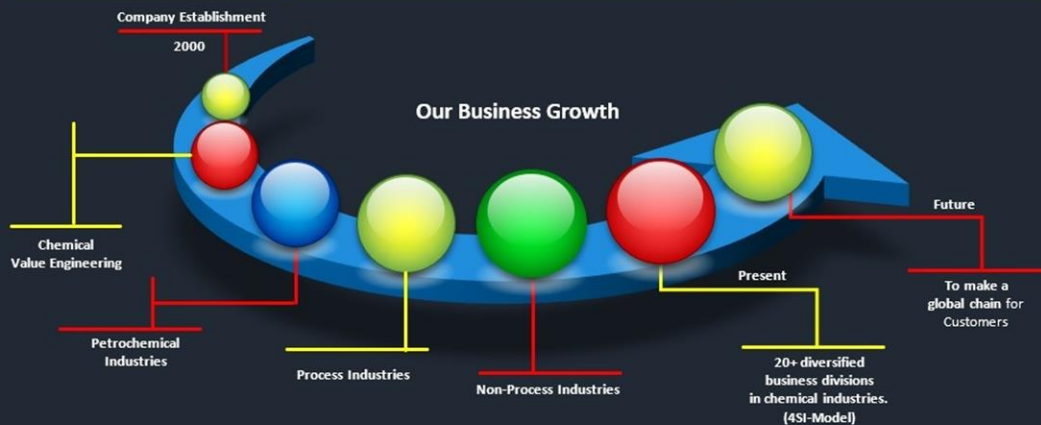 Company Establishment
2000
Our Business Growth
Chemical
Value Engineering
Petrochemical
Industries
Process Industries
Non-Process Industries
Present
20+ diversified
business divisions
in chemical industries.
(4SI-Model)
Future
To make a
global chain for
Customers